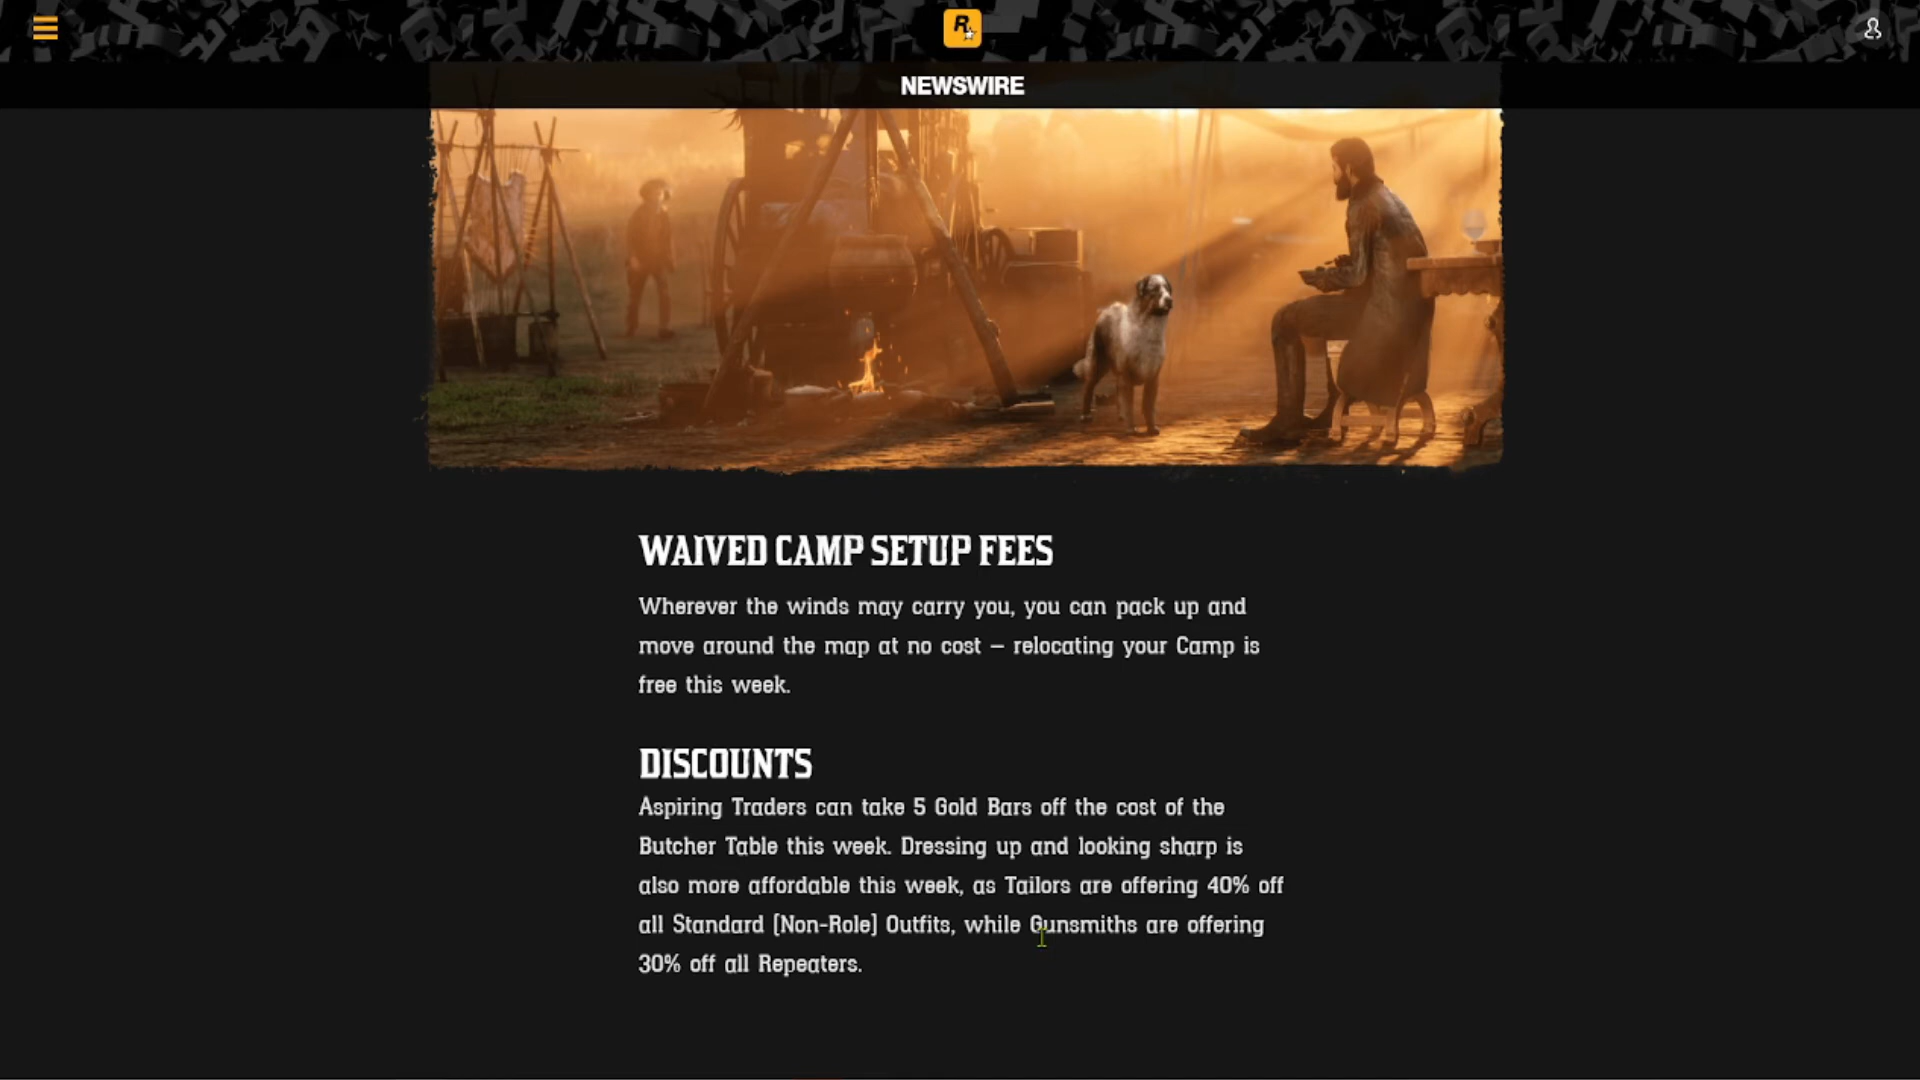 R
NEWSWIRE
WAIVED CAMP SETUP FEES
Wherever the winds may carry you, you can pack up and
move around the map at no cost – relocating your Camp is
free this week.
DISCOUNTS
Aspiring Traders can take 5 Gold Bars off the cost of the
Butcher Table this week. Dressing up and looking sharp is
also more affordable this week, as Tailors are offering 40% off
all Standard [Non-Role] Outfits, while Gunsmiths are offering
30% off all Repeaters.